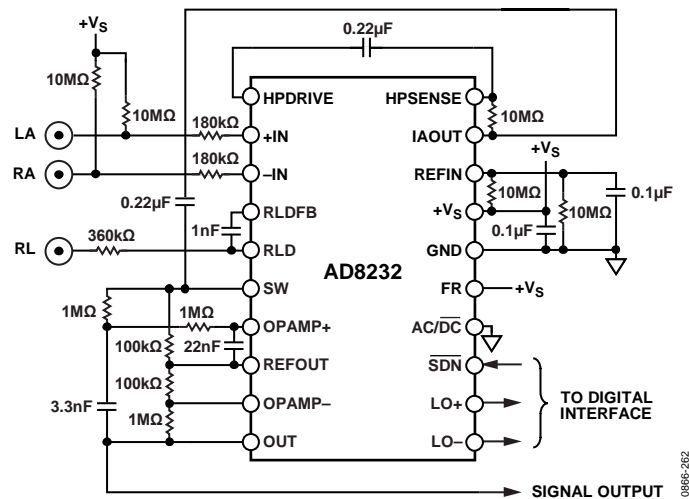 0.22µF
+VS
0.22µF
10MΩ
10MΩ
HPDRIVE
HPSENSE
10MΩ
LA
180kΩ
+IN
IAOUT
+VS
RA
180kΩ
–IN
REFIN
0.22µF
10MΩ
0.1µF
RLDFB
+VS
10MΩ
1nF
0.1µF
RL
360kΩ
RLD
GND
AD8232
SW
FR
+VS
1MΩ
1MΩ
OPAMP+
AC/DC
100kΩ
22nF
REFOUT
SDN
100kΩ
TO DIGITAL
INTERFACE
3.3nF
OPAMP–
LO+
1MΩ
OUT
LO–
SIGNAL OUTPUT
0866-262